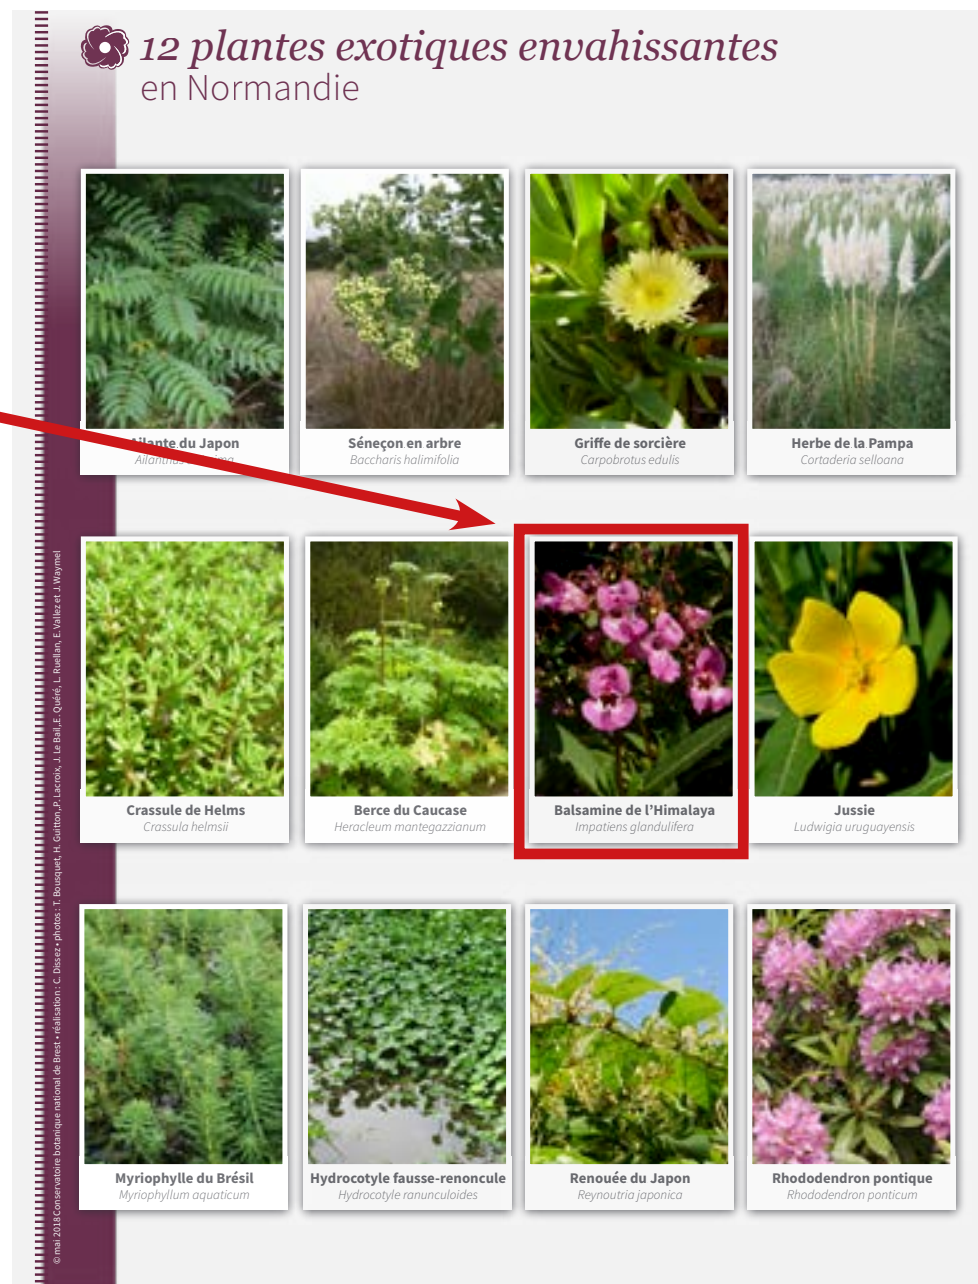 12 plantes exotiques envahissantes
en Normandie
Ailante du Japon
Ailanthus
Séneçon en arbre
Baccharis halimifolia
Griffe de sorcière
Carpobrotus edulis
Herbe de la Pampa
Cortaderia selloana
Crassule de Helms
Crassula helmsii
Berce du Caucase
Heracleum mantegazzianum
Balsamine de l'Himalaya
Impatiens glandulifera
Jussie
Ludwigia uruguayensis
Myriophylle du Brésil
Myriophyllum aquaticum
Hydrocotyle fausse-renoncule
Hydrocotyle ranunculoides
Renouée du Japon
Reynoutria japonica
Rhododendron pontique
Rhododendron ponticum
© mai 2018 Conservatoire botanique national de Brest • réalisation : C. Dissez • photos : T. Bousquet, H. Guitton, P. Lacroix, J. Le Bail, E. Quéré, L. Ruellan, E. Vallez et J. Waymel